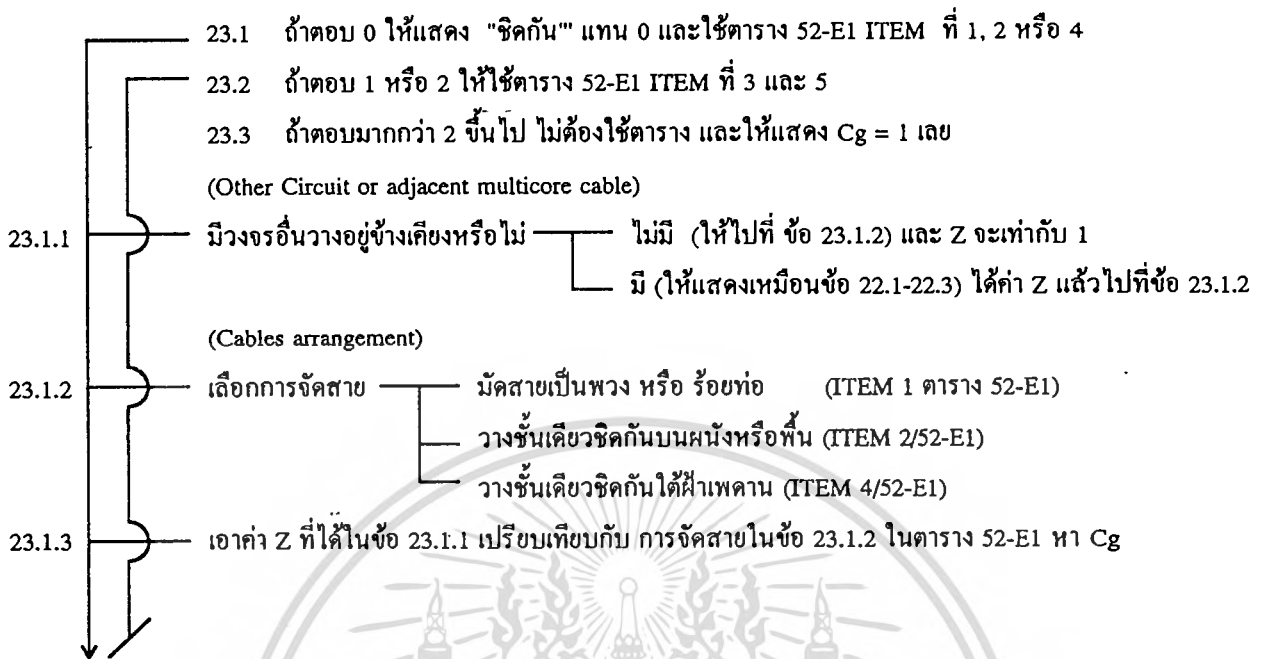 23.1 ถ้าตอบ 0 ให้แสดง "ชิดกัน"" แทน 0 และใช้ตาราง 52-E1 ITEM ที่ 1, 2 หรือ 4
23.2 ถ้าตอบ 1 หรือ 2 ให้ใช้ตาราง 52-E1 ITEM ที่ 3 และ 5
23.3 ถ้าตอบมากกว่า 2 ขึ้นไป ไม่ต้องใช้ตาราง และให้แสดง Cg = 1 เลย
(Other Circuit or adjacent multicore cable)
23.1.1 มีวงจรอื่นวางอยู่ข้างเคียงหรือไม่ ไม่มี (ให้ไปที่ ข้อ 23.1.2) และ Z จะเท่ากับ 1
มี (ให้แสดงเหมือนข้อ 22.1-22.3) ได้ค่า Z แล้วไปที่ข้อ 23.1.2
(Cables arrangement)
23.1.2 เลือกการจัดสาย มัดสายเป็นพวง หรือ ร้อยท่อ (ITEM 1 ตาราง 52-E1)
วางชั้นเดียวชิดกันบนผนังหรือพื้น (ITEM 2/52-E1)
วางชั้นเดียวชิดกันใต้ฝ้าเพดาน (ITEM 4/52-E1)
23.1.3 เอาค่า Z ที่ได้ในข้อ 23.1.1 เปรียบเทียบกับ การจัดสายในข้อ 23.1.2 ในตาราง 52-E1 หา Cg